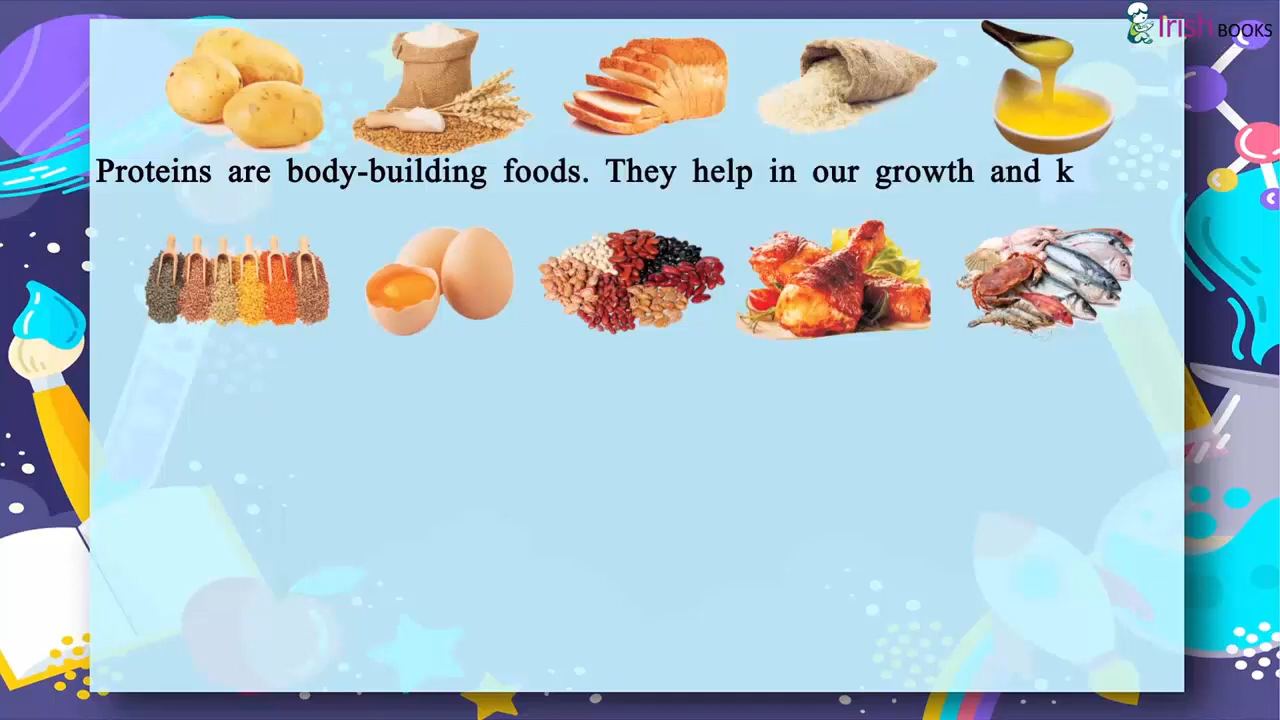 Irish BOOKS
Proteins are body-building foods. They help in our growth and k